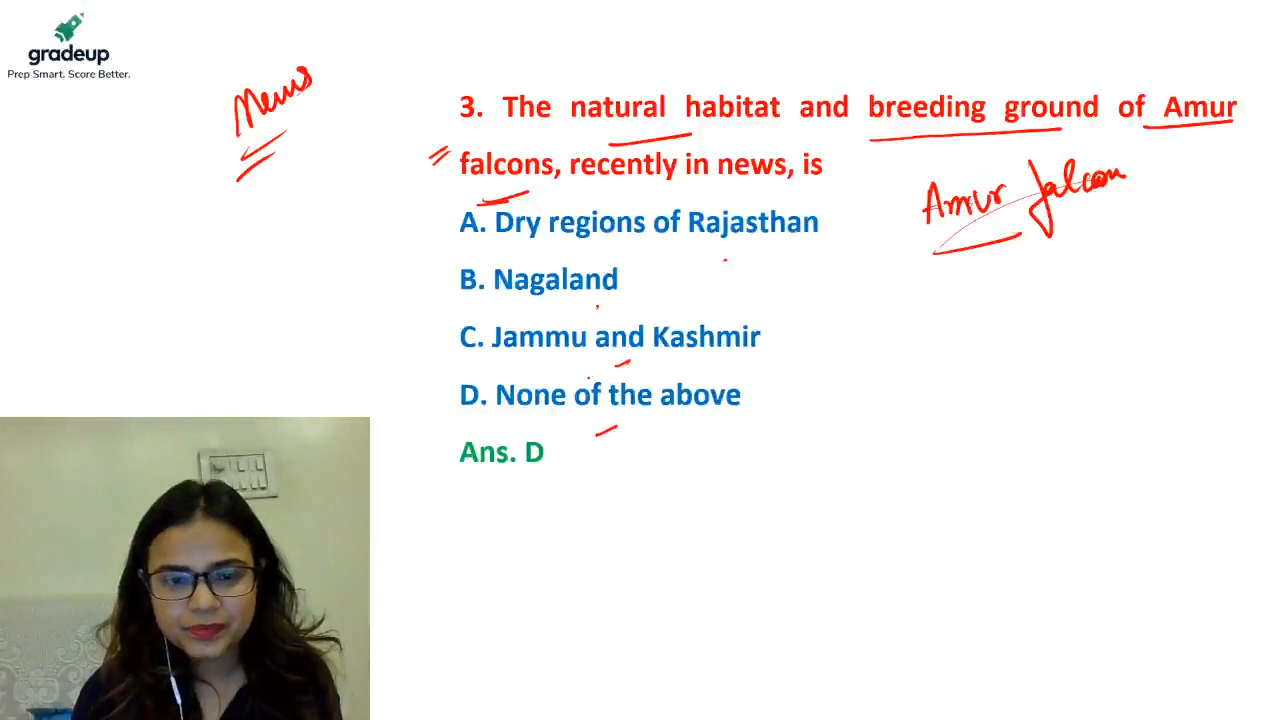 gradeup
Prep Smart. Score Better.
News
3. The natural habitat and breeding ground of Amur
falcons, recently in news, is
Amur falcon
A. Dry regions of Rajasthan
B. Nagaland
C. Jammu and Kashmir
D. None of the above
Ans. D